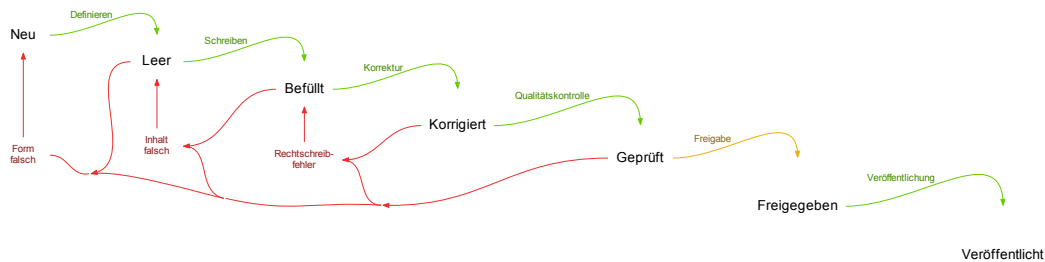 Definieren
Neu
Schreiben
Leer
Korrektur
Befüllt
Qualitätskontrolle
Korrigiert
Freigabe
Inhalt
falsch
Form
falsch
Rechtschreib-
fehler
Geprüft
Veröffentlichung
Freigegeben
Veröffentlicht